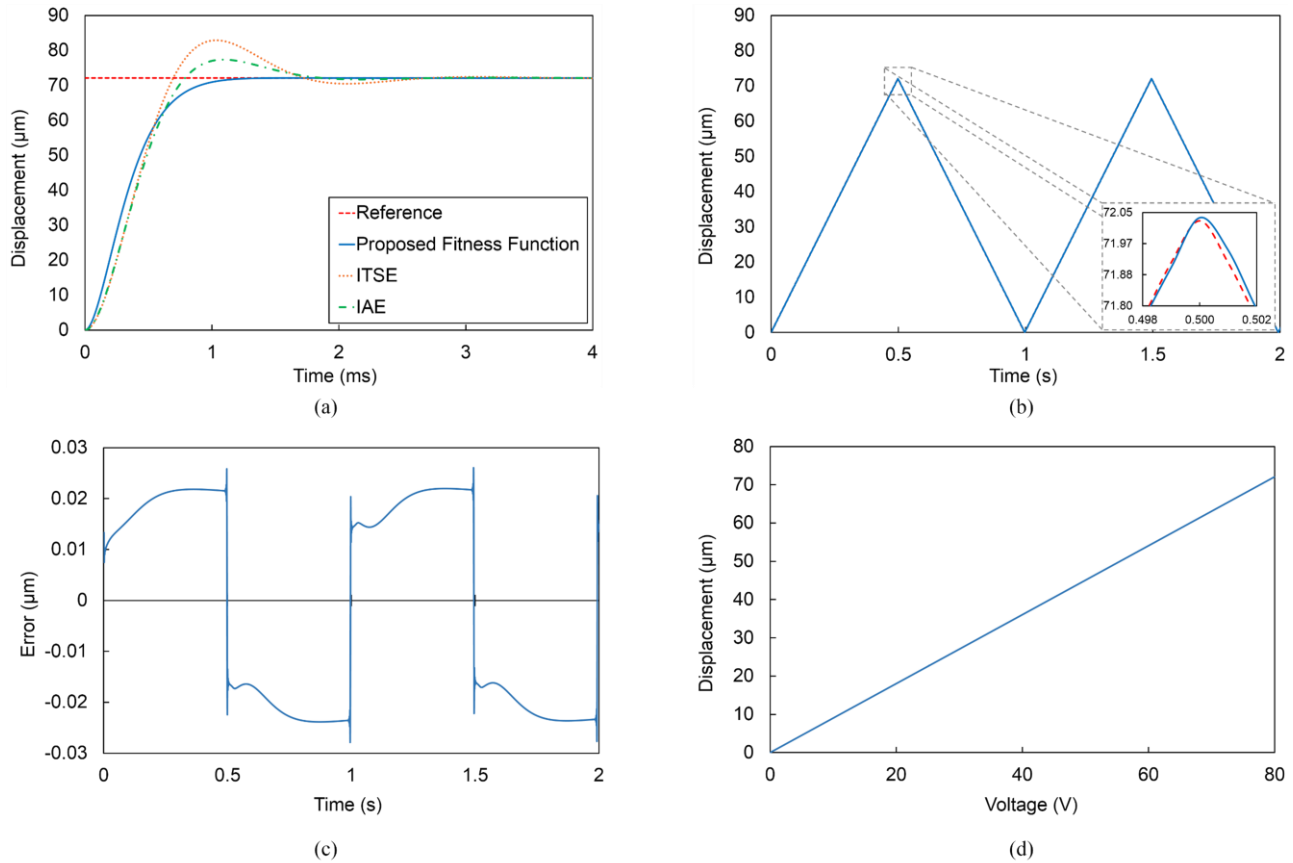 90
80
70
60
50
40
30
20
10
0
Displacement (µm)
Reference
Proposed Fitness Function
ITSE
IAE
0 1 2 3 4
Time (ms)
(a)
90
80
70
60
50
40
30
20
10
0
Displacement (µm)
72.05
71.97
71.88
71.80
0.498 0.500 0.502
0 0.5 1 1.5 2
Time (s)
(b)
0.03
0.02
0.01
0
-0.01
-0.02
-0.03
Error (µm)
0 0.5 1 1.5 2
Time (s)
(c)
80
70
60
50
40
30
20
10
0
Displacement (µm)
0 20 40 60 80
Voltage (V)
(d)